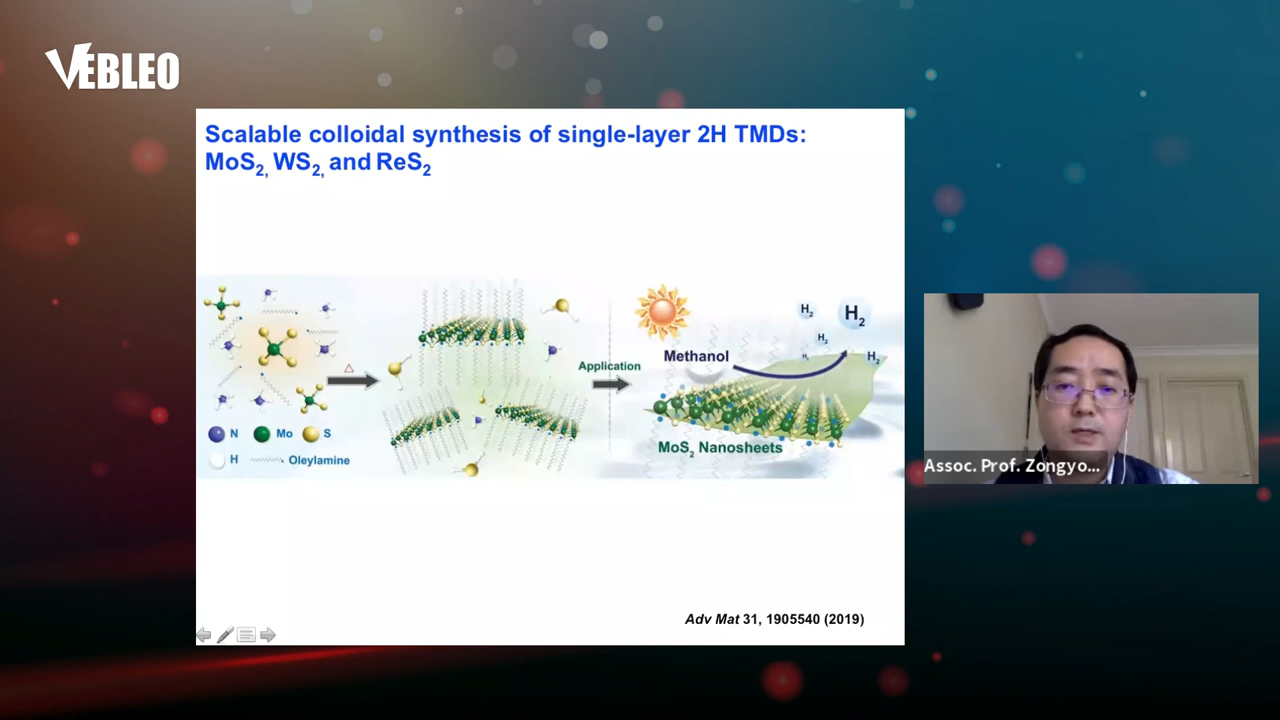 VEBLEO
Scalable colloidal synthesis of single-layer 2H TMDs:
MoS2, WS2, and ReS2
Application
Methanol
H2
H2
H2
H2
H2
MoS2 Nanosheets
N
Mo
S
H
Oleylamine
Adv Mat 31, 1905540 (2019)
Assoc. Prof. Zongyo...